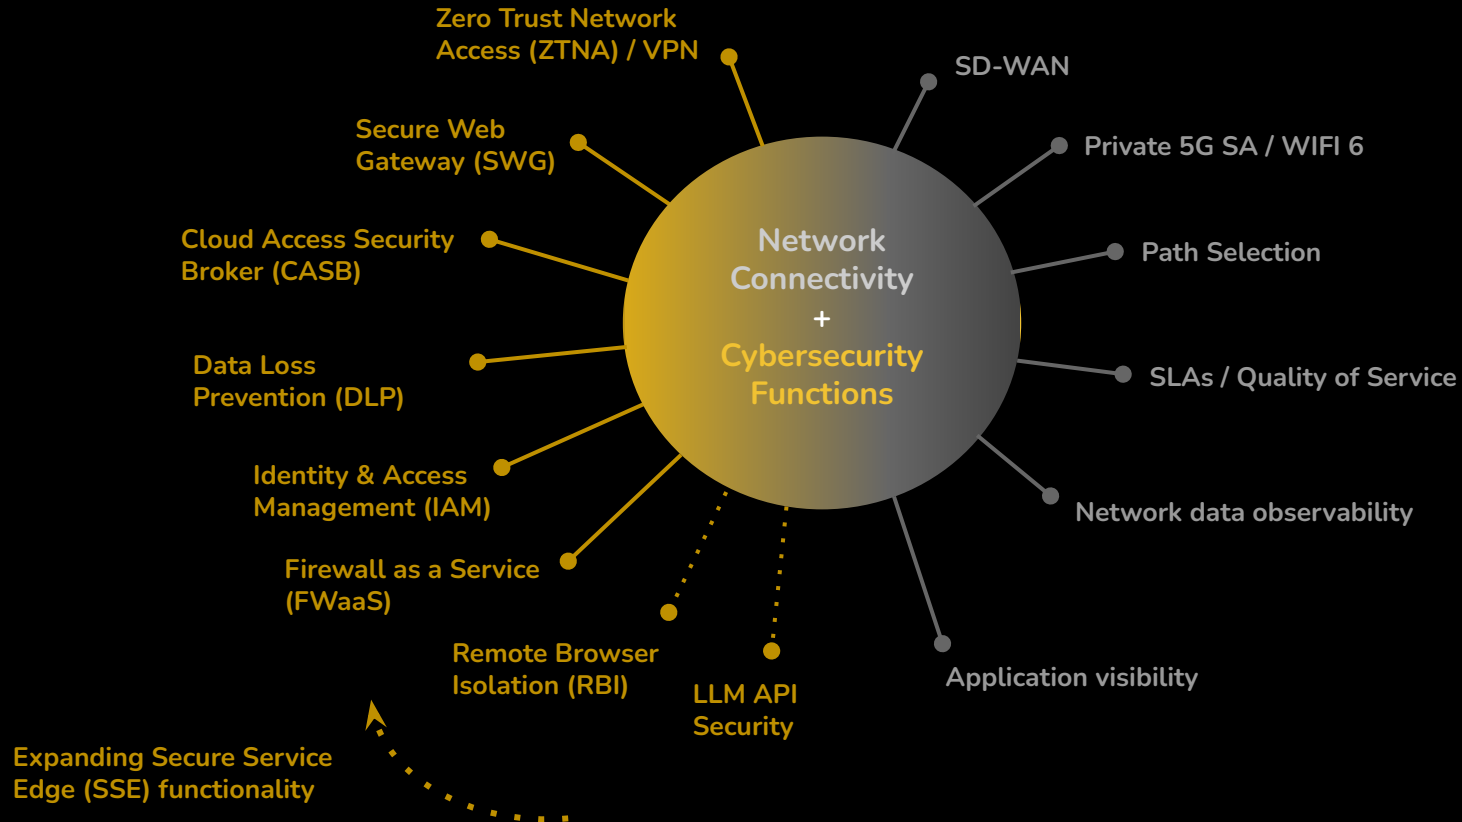 Zero Trust Network
Access (ZTNA) / VPN
Secure Web
Gateway (SWG)
Cloud Access Security
Broker (CASB)
Data Loss
Prevention (DLP)
Identity & Access
Management (IAM)
Firewall as a Service
(FWaaS)
Remote Browser
Isolation (RBI)
LLM API
Security
Expanding Secure Service
Edge (SSE) functionality
Network
Connectivity
+
Cybersecurity
Functions
SD-WAN
Private 5G SA / WIFI 6
Path Selection
SLAs / Quality of Service
Network data observability
Application visibility